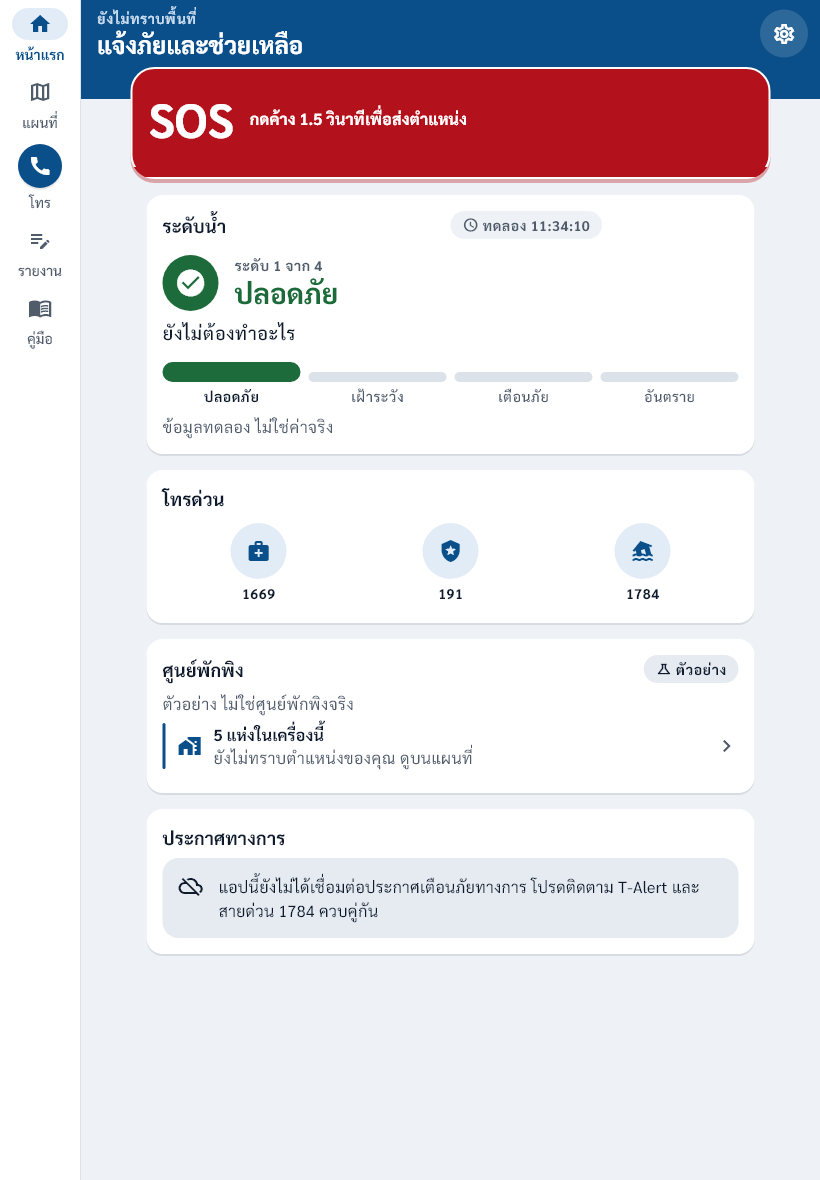 ยังไม่ทราบพื้นที่
แจ้งภัยและช่วยเหลือ
หน้าแรก
แผนที่
โทร
รายงาน
คู่มือ
SOS
กดค้าง 1.5 วินาทีเพื่อส่งตำแหน่ง
ระดับน้ำ
ทดลอง 11:34:10
ระดับ 1 จาก 4
ปลอดภัย
ยังไม่ต้องทำอะไร
ปลอดภัย
เฝ้าระวัง
เตือนภัย
อันตราย
ข้อมูลทดลอง ไม่ใช่ค่าจริง
โทรด่วน
1669
191
1784
ศูนย์พักพิง
ตัวอย่าง
ตัวอย่าง ไม่ใช่ศูนย์พักพิงจริง
5 แห่งในเครื่องนี้
ยังไม่ทราบตำแหน่งของคุณ ดูบนแผนที่
ประกาศทางการ
แอปนี้ยังไม่ได้เชื่อมต่อประกาศเตือนภัยทางการ โปรดติดตาม T-Alert และ
สายด่วน 1784 ควบคู่กัน